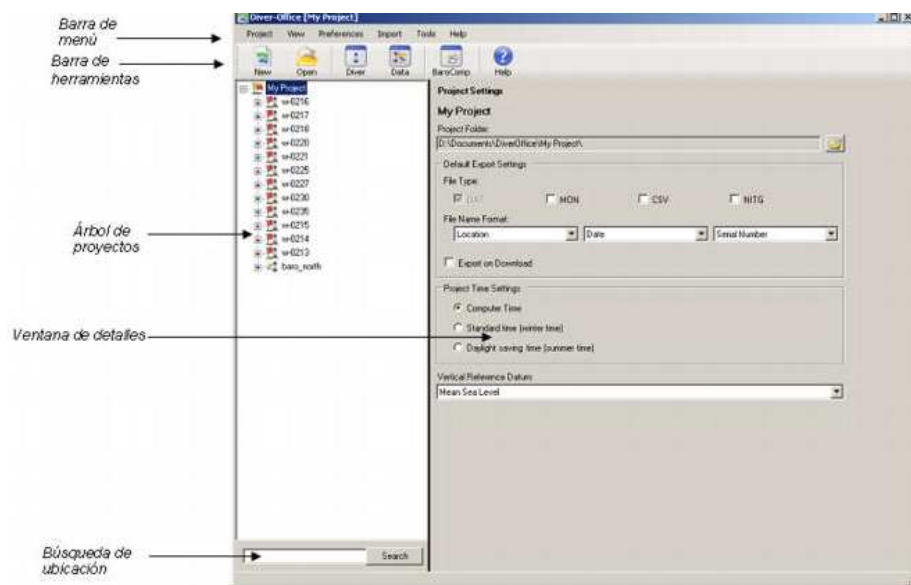 Barra de
menú
Barra de
herramientas
Árbol de
proyectos
Ventana de detalles
Búsqueda de
ubicación
Diver-Office [My Project]
Project View Preferences Import Tools Help
New Open Diver Data BaroComp Help
My Project
w-0216
w-0217
w-0218
w-0220
w-0221
w-0225
w-0227
w-0230
w-0235
w-0215
w-0214
w-0213
baro_north
Search
Project Settings
My Project
Project Folder:
D:\Documents\DiverOffice\My Project\
Default Export Settings
File Type:
MON CSV NITG
File Name Format:
Location Date Serial Number
Export on Download
Project Time Settings
Computer Time
Standard time (winter time)
Daylight saving time (summer time)
Vertical Reference Datum:
Mean Sea Level